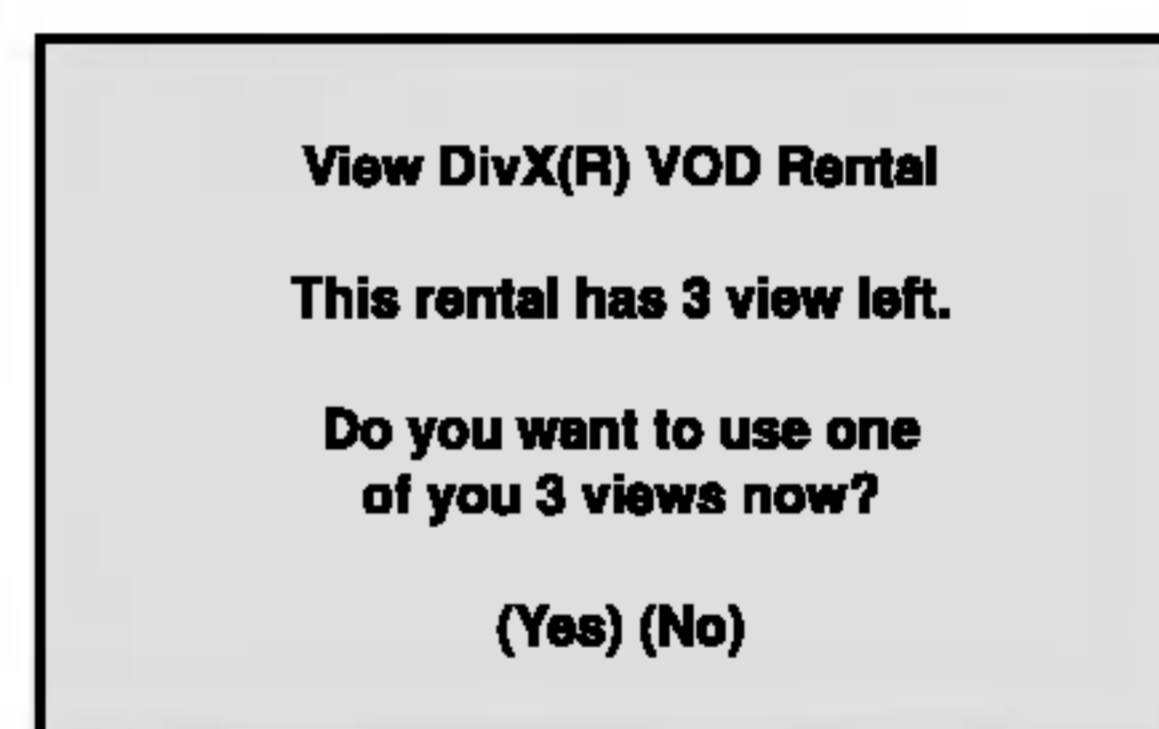 View DivX(R) VOD Rental
This rental has 3 view left.
Do you want to use one
of you 3 views now?
(Yes) (No)